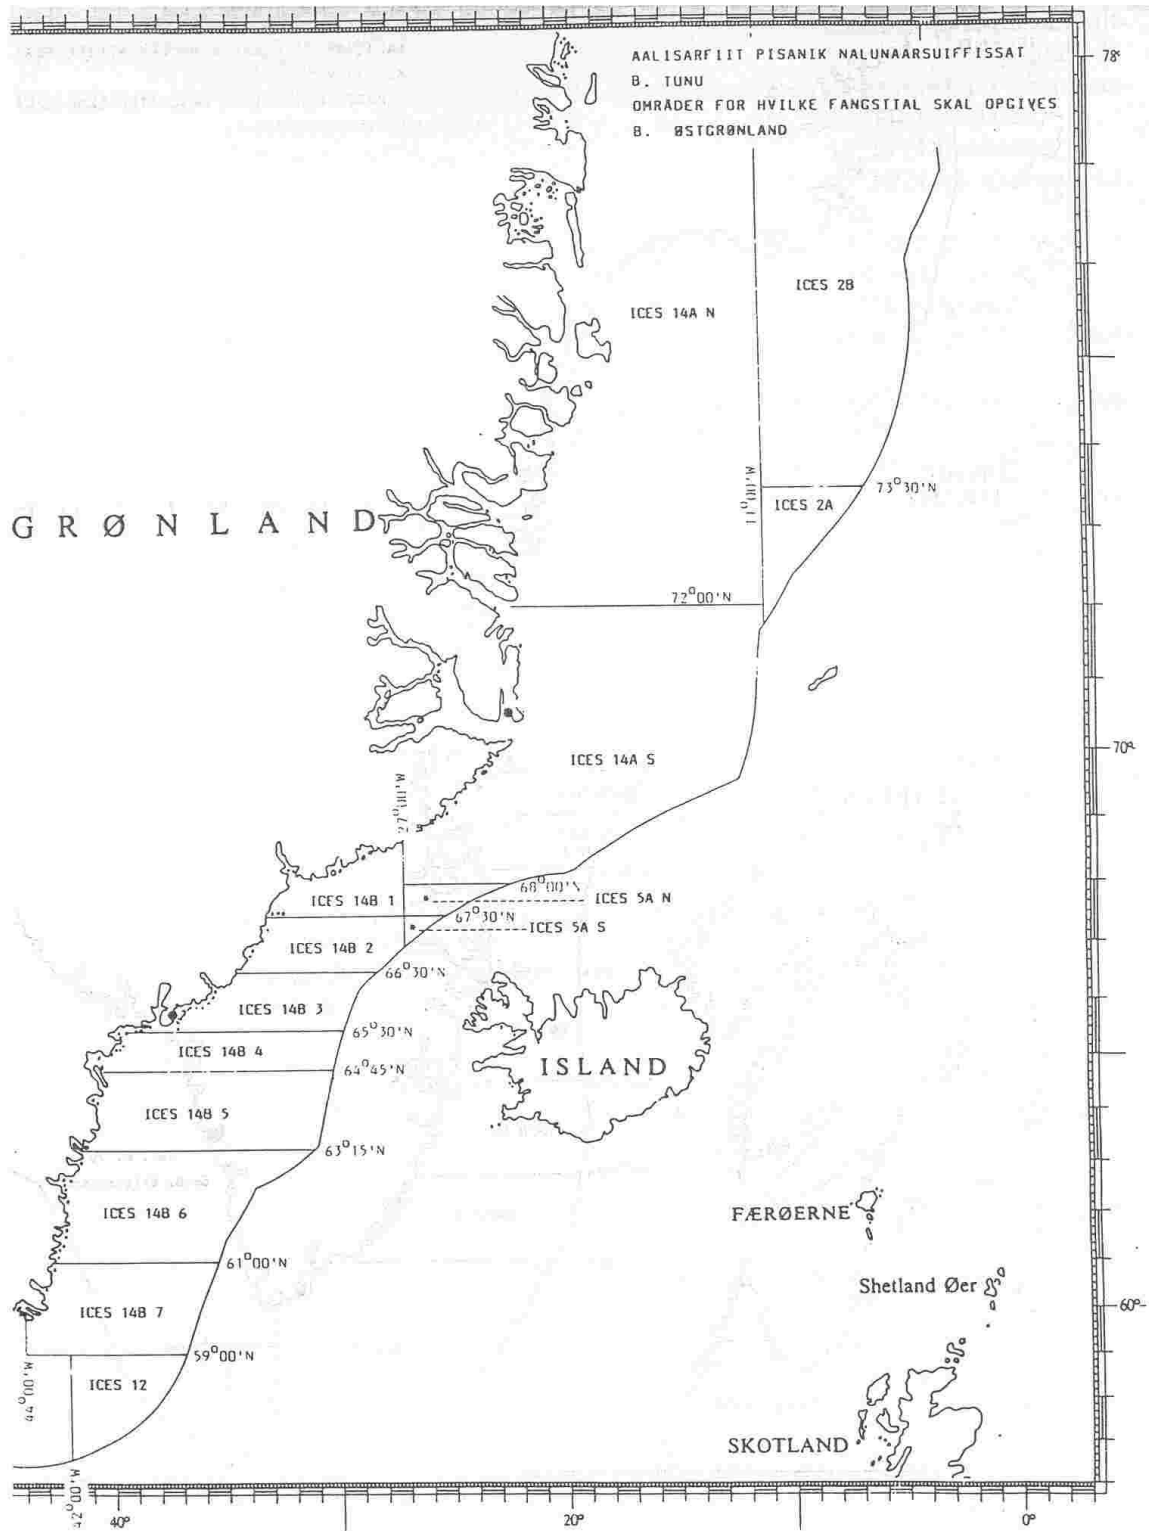 AALISARFIIT PISANIK NALUNAARSUIFFISSAT
B. TUNU
OMRÅDER FOR HVILKE FANGSTIAL SKAL OPGIVES
B. ØSTGRØNLAND
78°
ICES 2B
ICES 14A N
11°00'W
73°30'N
ICES 2A
GRØNLAND
72°00'N
70°
ICES 14A S
27°00'W
68°00'N
ICES 14B 1
ICES 5A N
67°30'N
ICES 5A S
ICES 14B 2
66°30'N
ICES 14B 3
65°30'N
ICES 14B 4
64°45'N
ISLAND
ICES 14B 5
63°15'N
ICES 14B 6
FÆRØERNE
61°00'N
Shetland Øer
60°
ICES 14B 7
59°00'N
44°00'W
ICES 12
SKOTLAND
42°00'W
40°
20°
0°